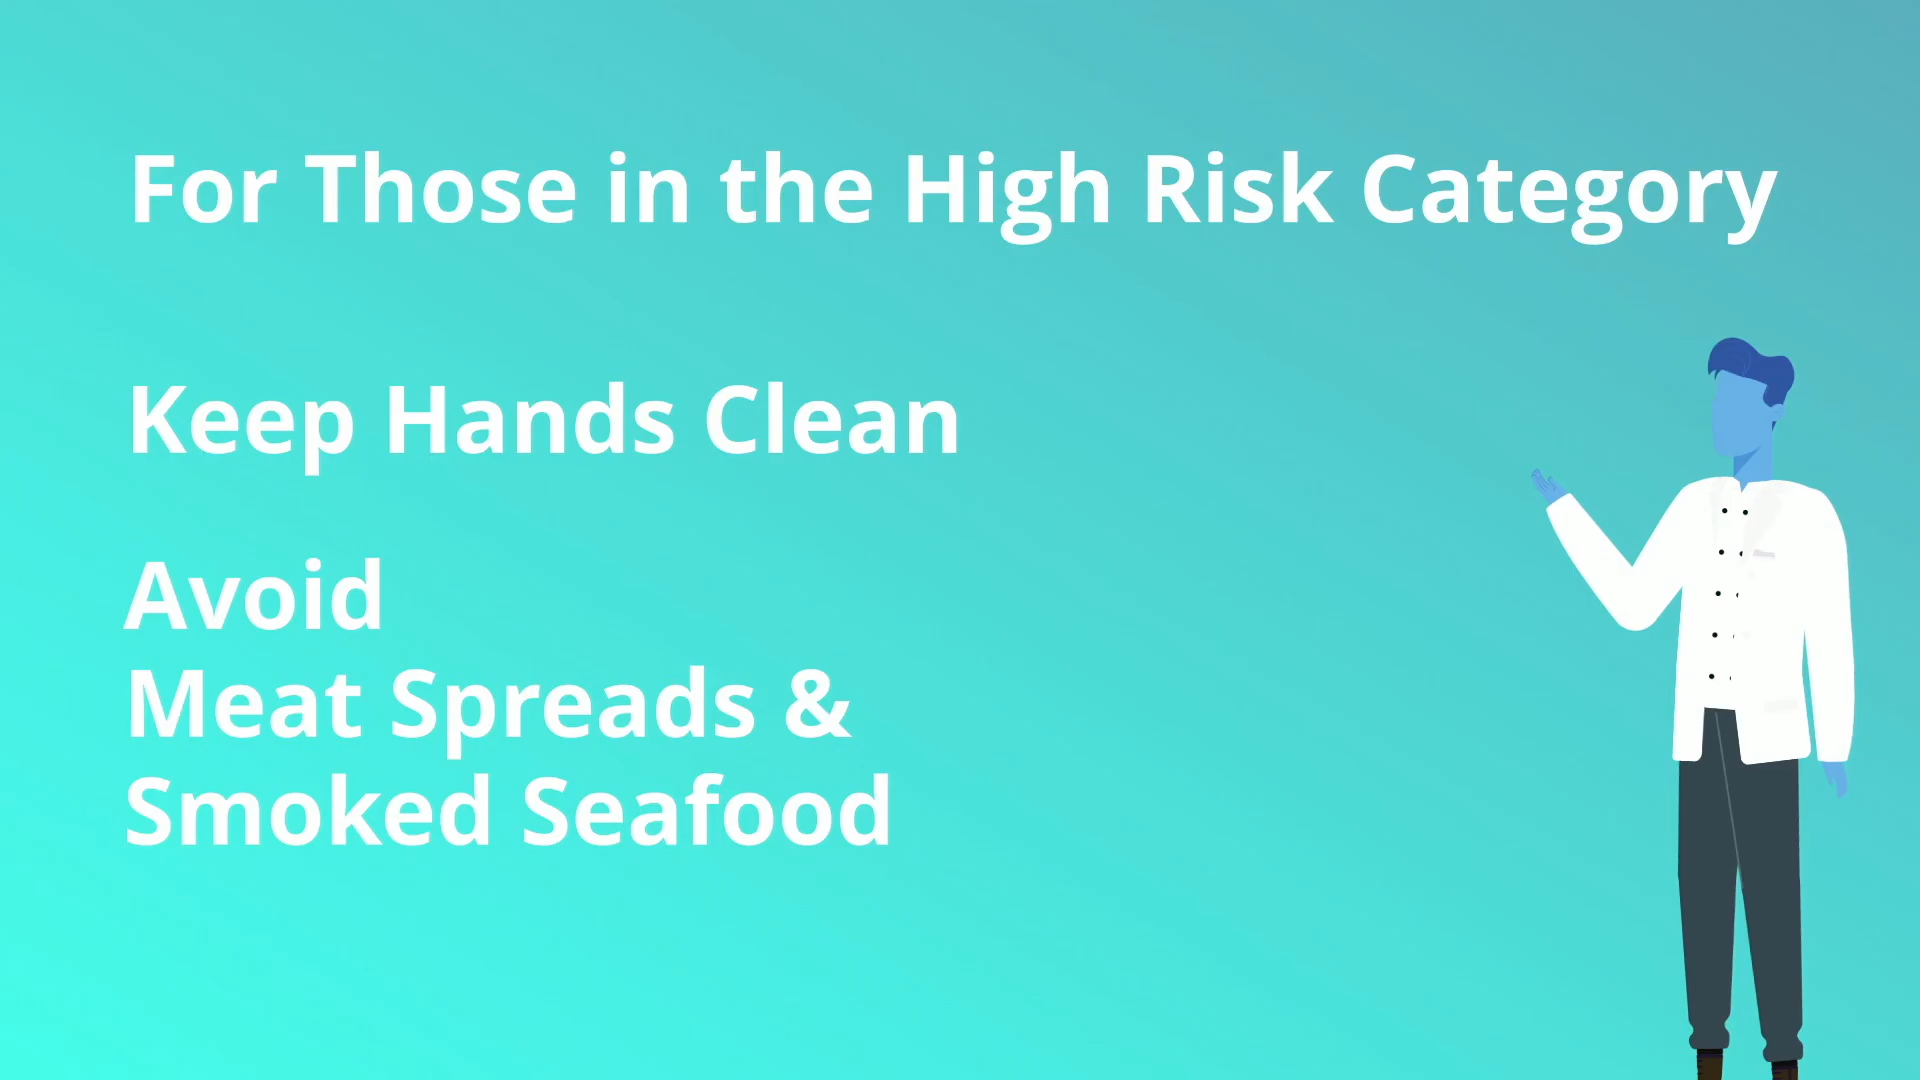 For Those in the High Risk Category
Keep Hands Clean
Avoid
Meat Spreads &
Smoked Seafood